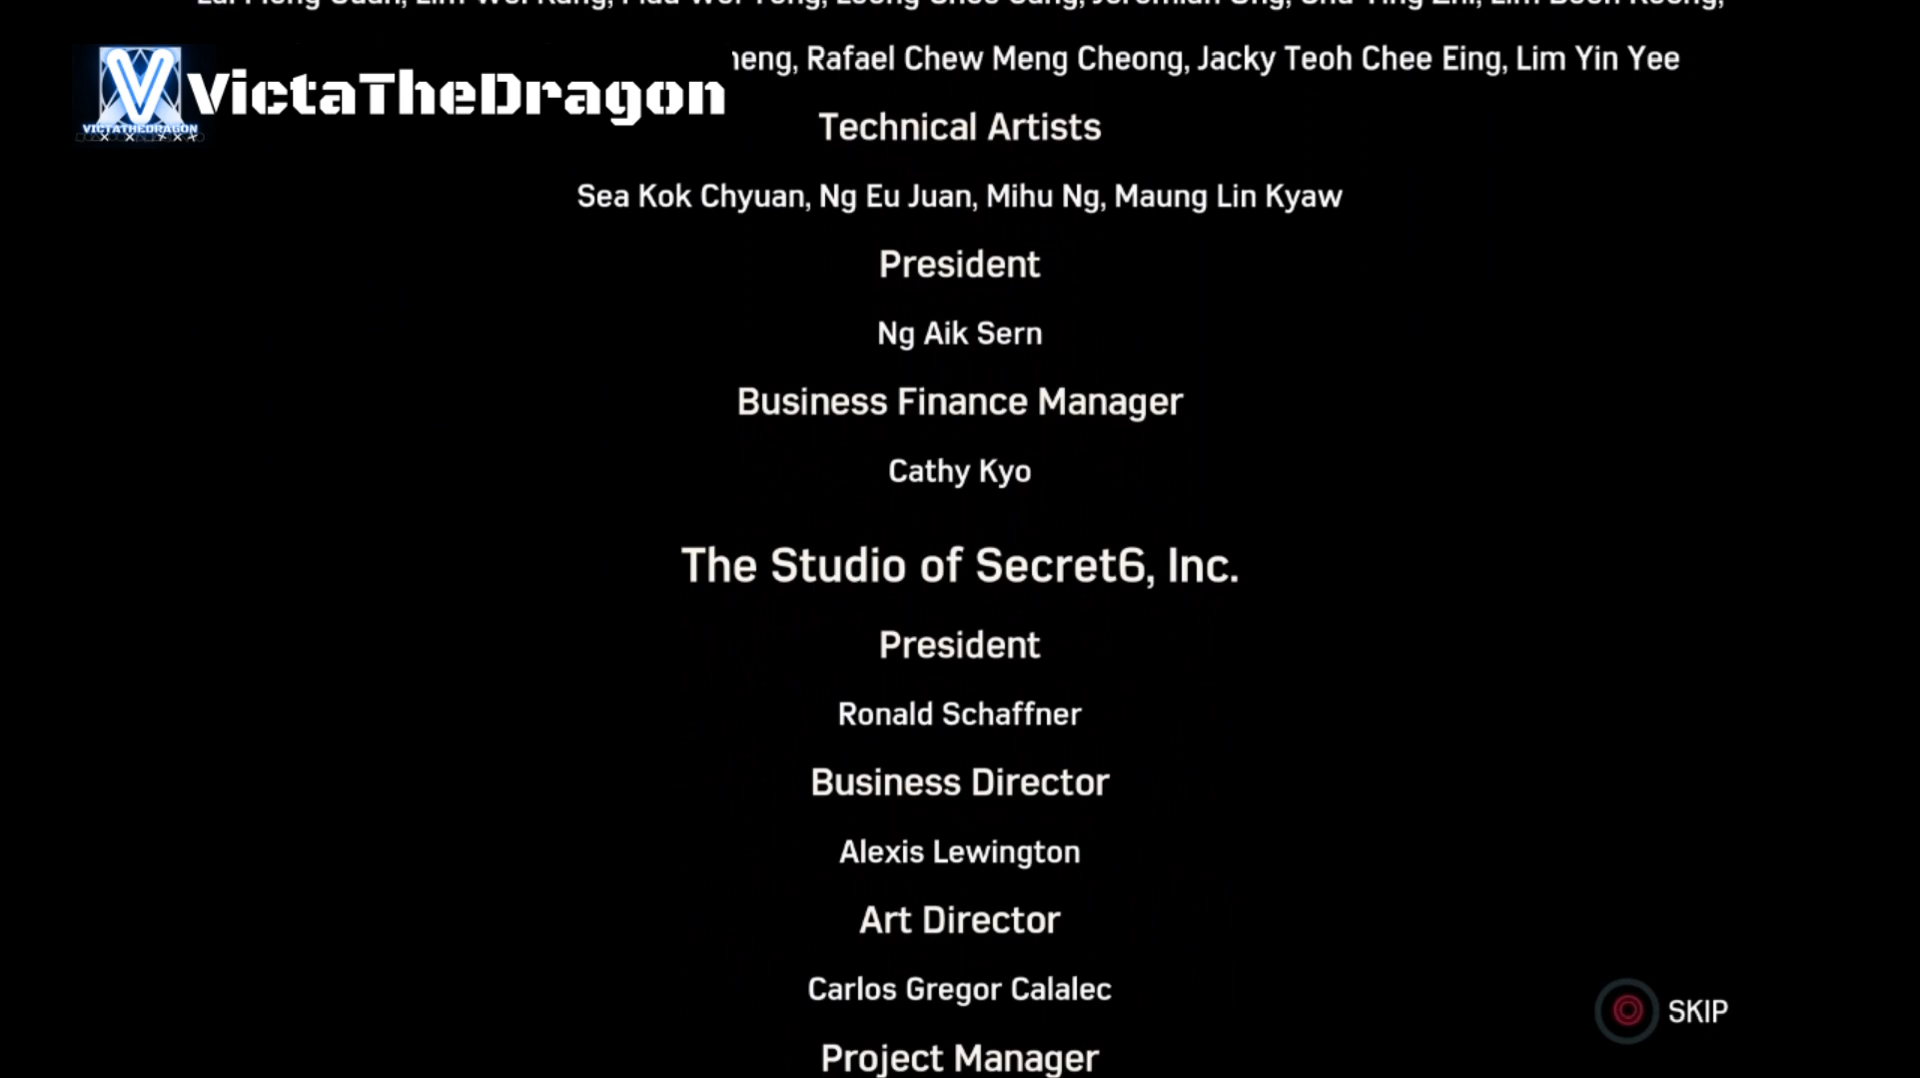 Rafael Chew Meng Cheong, Jacky Teoh Chee Eing, Lim Yin Yee
VictaTheDragon
VICTATHEDRAGON
Technical Artists
Sea Kok Chyuan, Ng Eu Juan, Mihu Ng, Maung Lin Kyaw
President
Ng Aik Sern
Business Finance Manager
Cathy Kyo
The Studio of Secret6, Inc.
President
Ronald Schaffner
Business Director
Alexis Lewington
Art Director
Carlos Gregor Calalec
SKIP
Project Manager